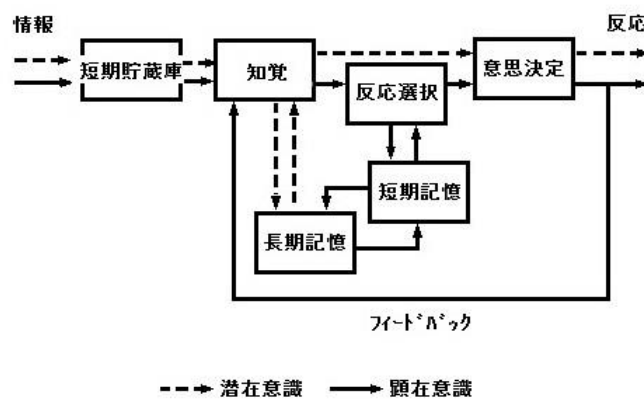 情報
反応
短期貯蔵庫
知覚
意思決定
反応選択
短期記憶
長期記憶
ﾌｨｰﾄﾞﾊﾞｯｸ
潜在意識
顕在意識